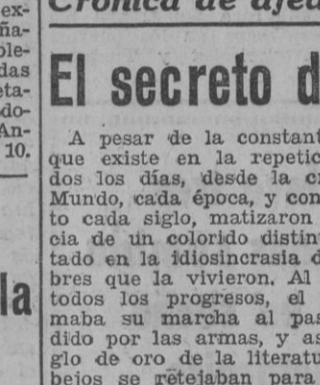 ex-
ña-
ble-
das
eta-
do-
An-
10.
la
Crónica de aje
El secreto d
A pesar de la constant
que existe en la repetic
dos los días, desde la c
Mundo, cada época, y con
to cada siglo, matizaron
cia de un colorido distin
tado en la idiosincrasia d
bres que la vivieron. Al
todos los progresos, el
maba su marcha al pas
dido por las armas, y as
glo de oro de la literatu
bejos se retejaban para